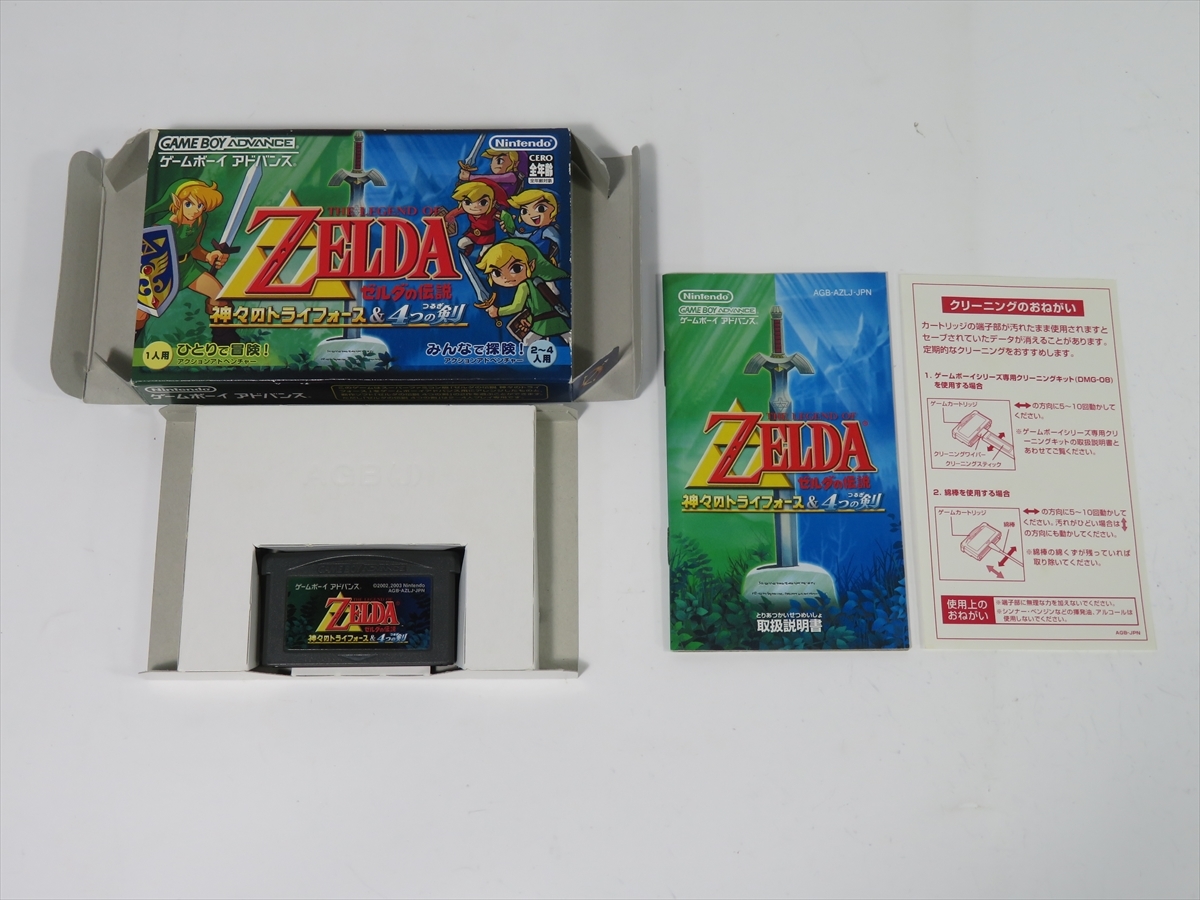 GAME BOY ADVANCE
ゲームボーイ アドバンス
Nintendo
CERO
全年齢
全年齢対象
THE LEGEND OF
ZELDA
ゼルダの伝説
つるぎ
神々のトライフォース & 4つの剣
1人用
ひとりで冒険!
アクションアドベンチャー
みんなで探険!
アクションアドベンチャー
2~4
人用
Nintendo
ゲームボーイ アドバンス
ゲームボーイ アドバンス
©2002,2003 Nintendo
AGB-AZLJ-JPN
ZELDA
ゼルダの伝説
神々のトライフォース&4つの剣
AGB-AZLJ-JPN
Nintendo
GAME BOY ADVANCE
ゲームボーイ アドバンス
THE LEGEND OF
ZELDA
ゼルダの伝説
つるぎ
神々のトライフォース & 4つの剣
とりあつかいせつめいしょ
取扱説明書
クリーニングのおねがい
カートリッジの端子部が汚れたまま使用されますと
セーブされていたデータが消えることがあります。
定期的なクリーニングをおすすめします。
1. ゲームボーイシリーズ専用クリーニングキット(DMG-08)
を使用する場合
ゲームカートリッジ
クリーニングワイパー
クリーニングスティック
⟷の方向に5~10回動かして
ください。
※ゲームボーイシリーズ専用クリ
ーニングキットの取扱説明書と
あわせてご覧ください。
2. 綿棒を使用する場合
ゲームカートリッジ
綿棒
⟷の方向に5~10回動かして
ください。汚れがひどい場合は↕
の方向にも動かしてください。
※綿棒の綿くずが残っていれば
取り除いてください。
使用上の
おねがい
※端子部に無理な力を加えないでください。
※シンナー・ベンジンなどの揮発油、アルコールは
使用しないでください。
AGB-JPN